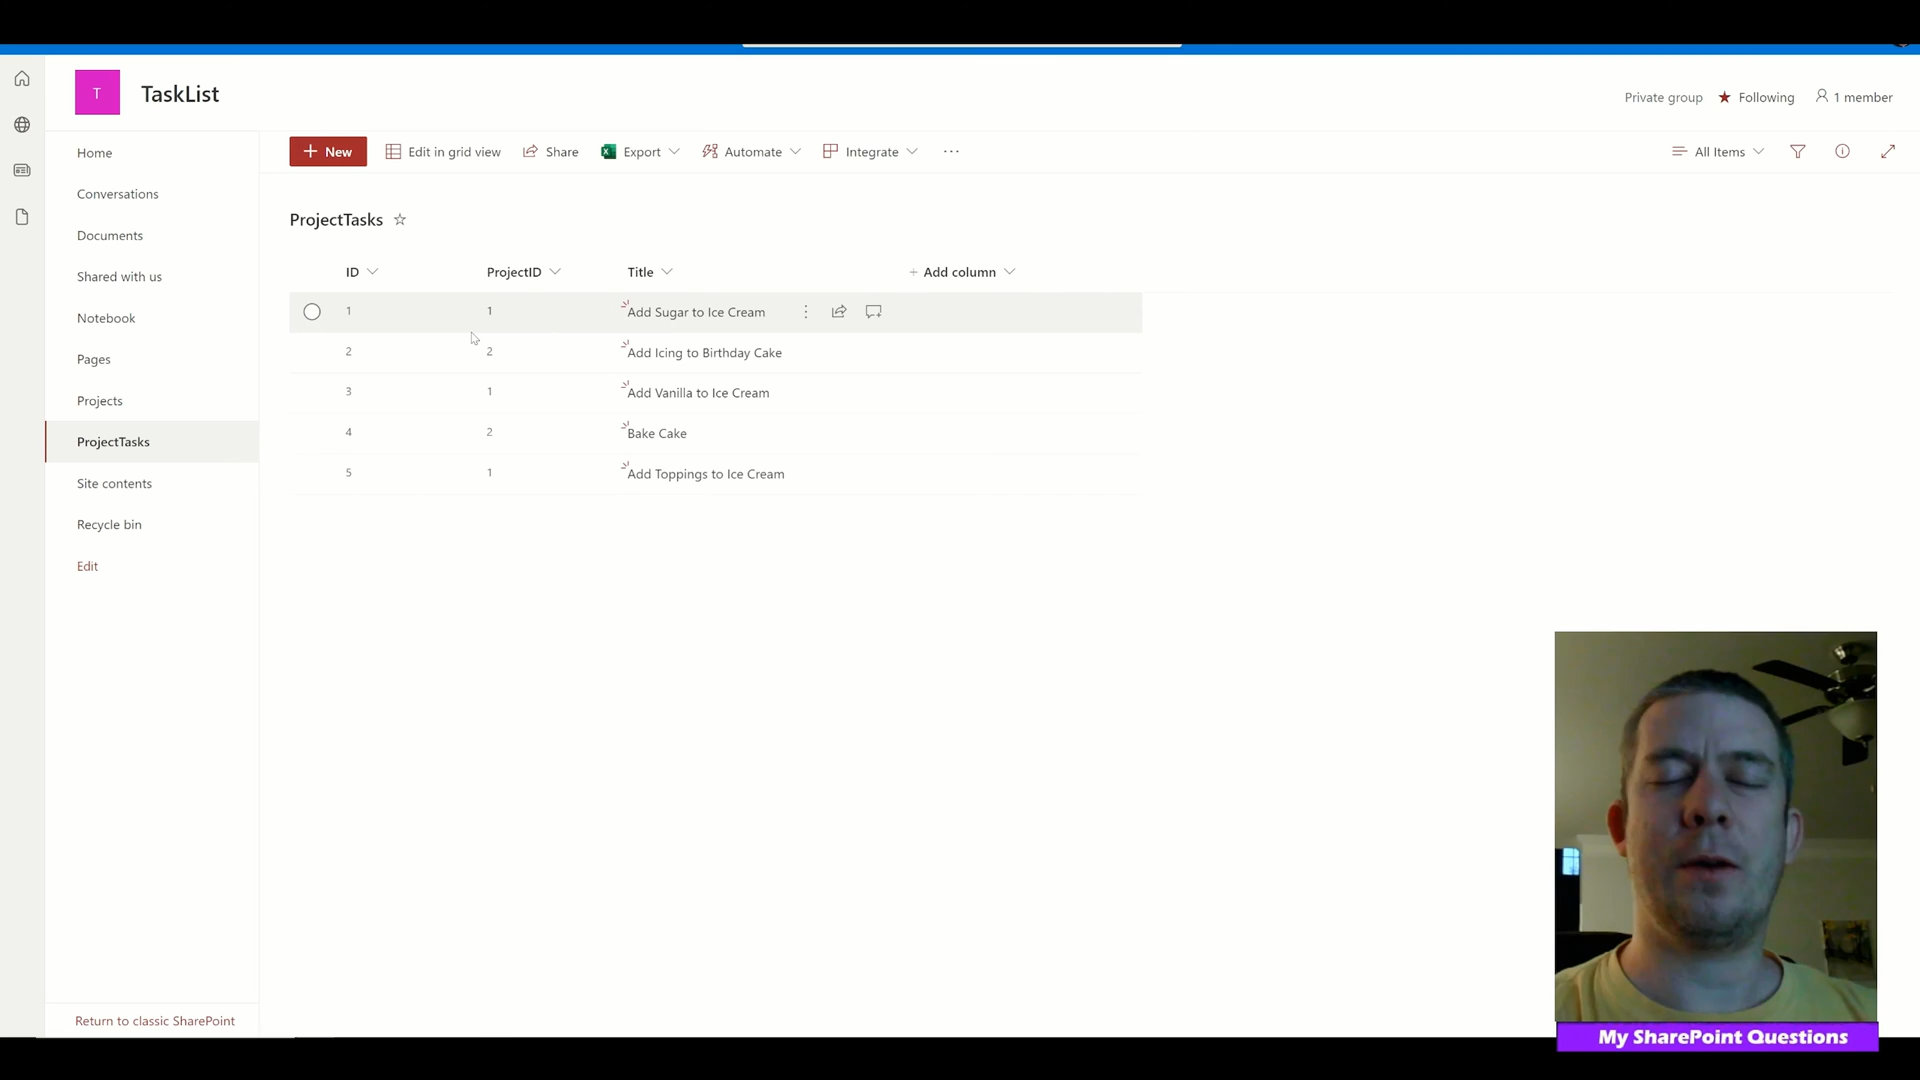 T
TaskList
Private group
Following
1 member
Home
Conversations
Documents
Shared with us
Notebook
Pages
Projects
ProjectTasks
Site contents
Recycle bin
Edit
Return to classic SharePoint
New
Edit in grid view
Share
Export
Automate
Integrate
All Items
ProjectTasks
ID ProjectID Title Add column
1 1 Add Sugar to Ice Cream
2 2 Add Icing to Birthday Cake
3 1 Add Vanilla to Ice Cream
4 2 Bake Cake
5 1 Add Toppings to Ice Cream
My SharePoint Questions